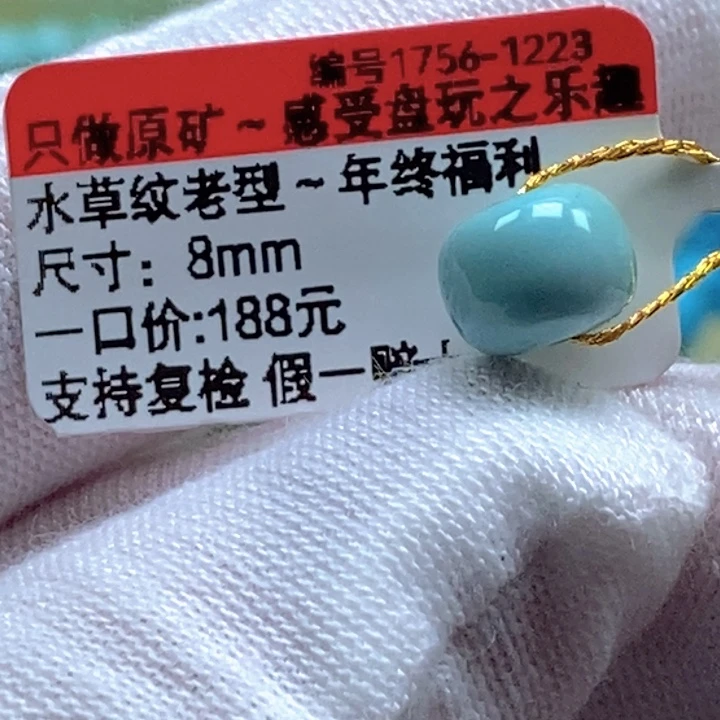 编号1756-1223
只做原矿~感受盘玩之乐趣
水草纹老型~年终福利
尺寸：8mm
一口价:188元
支持复检 假一赔